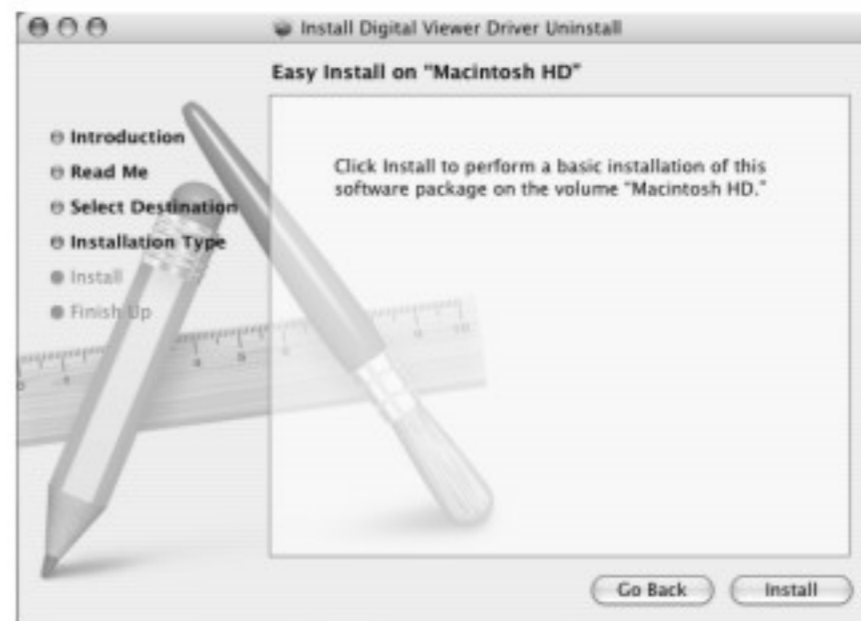 Install Digital Viewer Driver Uninstall
Easy Install on "Macintosh HD"
Introduction
Read Me
Select Destination
Installation Type
Install
Finish Up
Click Install to perform a basic installation of this
software package on the volume "Macintosh HD."
Go Back
Install